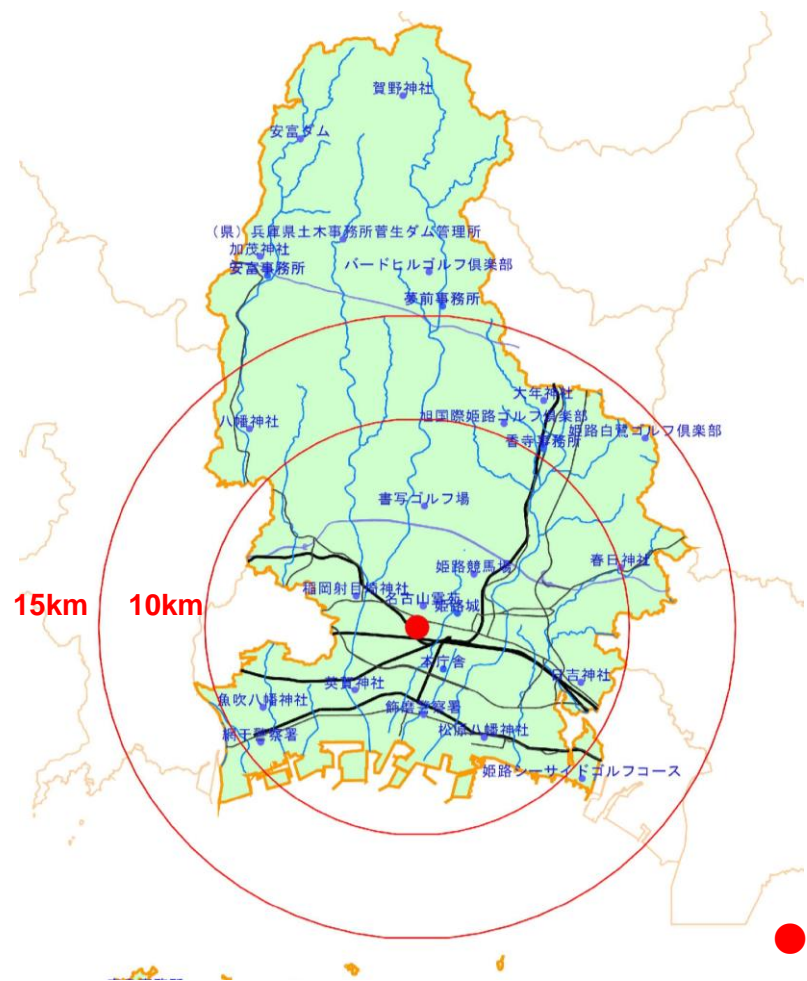 賀野神社
安富ダム
(県)兵庫県土木事務所菅生ダム管理所
加茂神社
安富事務所
バードヒルゴルフ倶楽部
夢前事務所
大年神社
旭国際姫路ゴルフ倶楽部
八幡神社
姫路白鷺ゴルフ倶楽部
香寺事務所
書写ゴルフ場
春日神社
姫路競馬場
稲岡射目崎神社
名古山霊苑
姫路城
15km
10km
本庁舎
日吉神社
英賀神社
魚吹八幡神社
飾磨警察署
松原八幡神社
網干警察署
姫路シーサイドゴルフコース